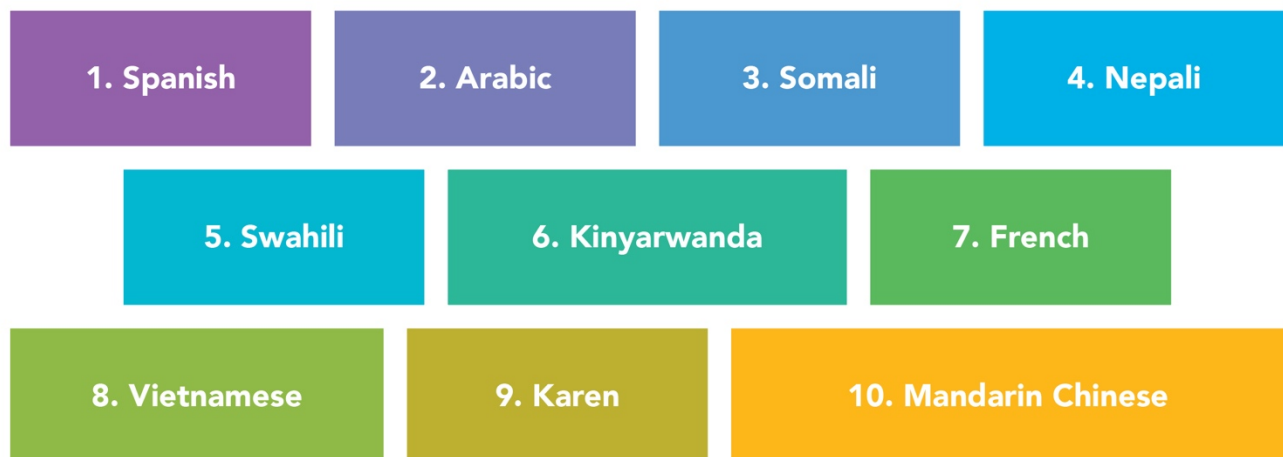 1. Spanish
2. Arabic
3. Somali
4. Nepali
5. Swahili
6. Kinyarwanda
7. French
8. Vietnamese
9. Karen
10. Mandarin Chinese